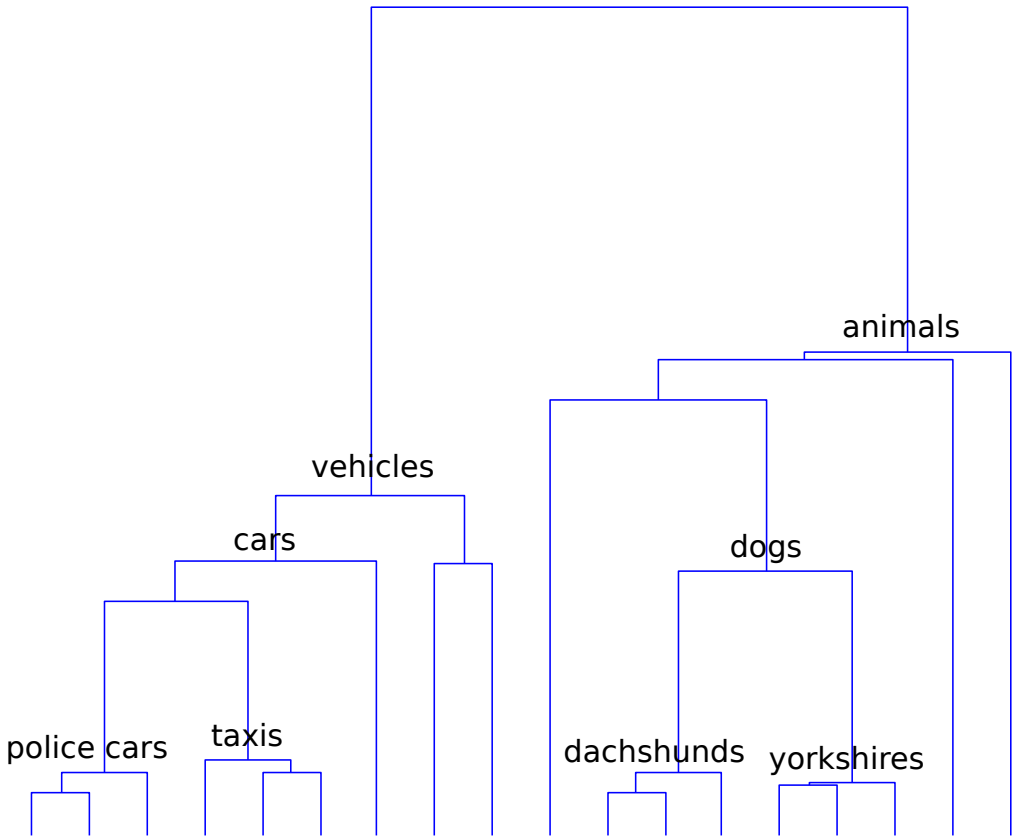 animals
vehicles
cars
dogs
taxis
police cars
dachshunds
yorkshires